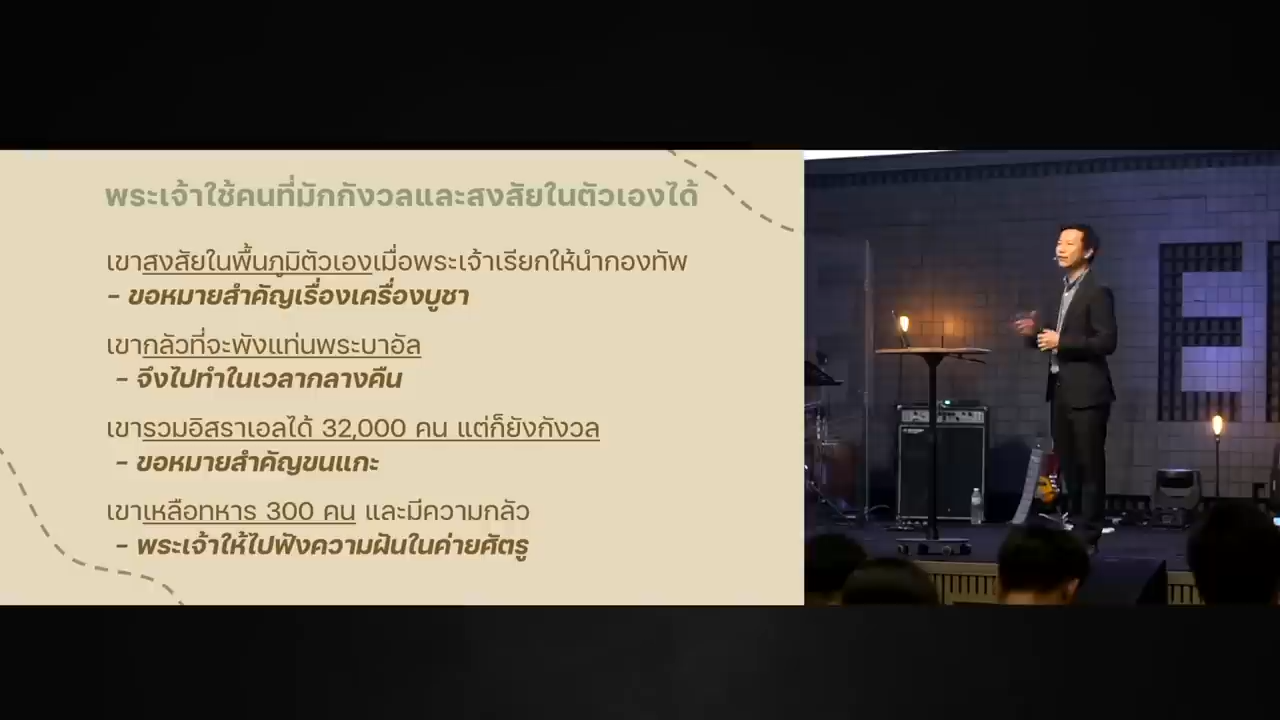 พระเจ้าใช้คนที่มักกังวลและสงสัยในตัวเองได้
เขาสงสัยในพื้นภูมิตัวเองเมื่อพระเจ้าเรียกให้นำกองทัพ
- ขอหมายสำคัญเรื่องเครื่องบูชา
เขากลัวที่จะพังแท่นพระบาอัล
- จึงไปทำในเวลากลางคืน
เขารวมอิสราเอลได้ 32,000 คน แต่ก็ยังกังวล
- ขอหมายสำคัญขนแกะ
เขาเหลือทหาร 300 คน และมีความกลัว
- พระเจ้าให้ไปฟังความฝันในค่ายศัตรู
E